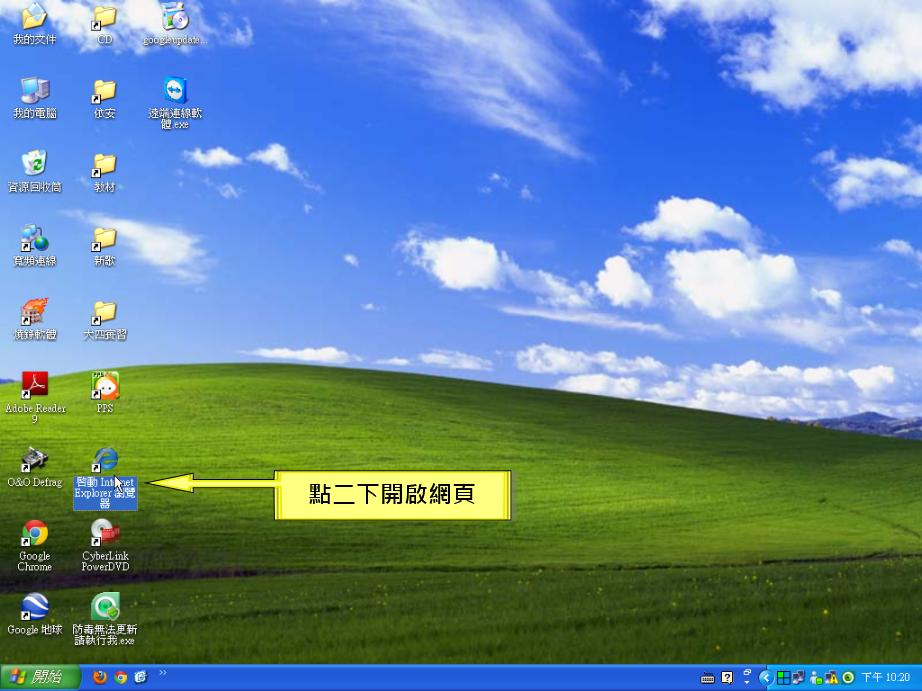 我的文件
CD
googleupdate...
我的電腦
依安
遠端連線軟
體.exe
資源回收筒
教材
寬頻連線
新歌
燒錄軟體
大四實習
Adobe Reader
9
PPS
O&O Defrag
啟動 Internet
Explorer 瀏覽
器
點二下開啟網頁
Google
Chrome
CyberLink
PowerDVD
Google 地球
防毒無法更新
請執行我.exe
開始
下午 10:20